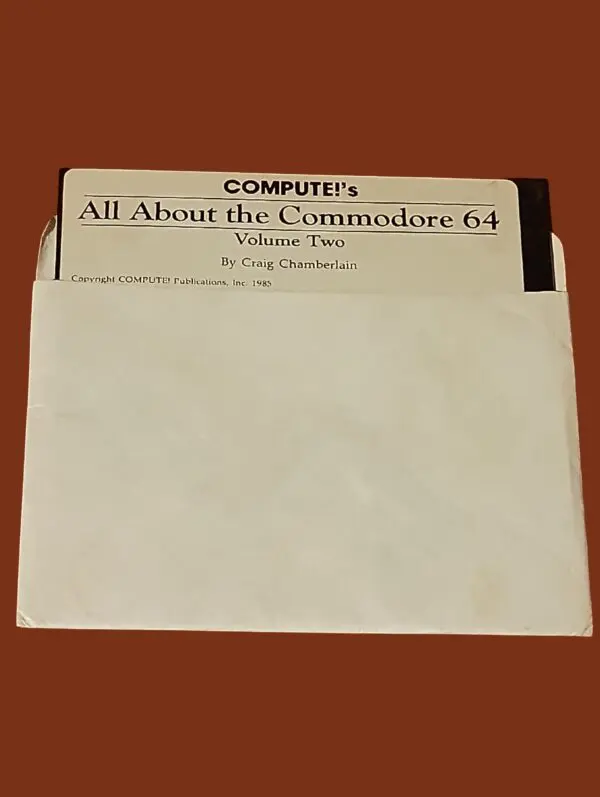 COMPUTE!'s
All About the Commodore 64
Volume Two
By Craig Chamberlain
Copyright COMPUTE! Publications, Inc. 1985